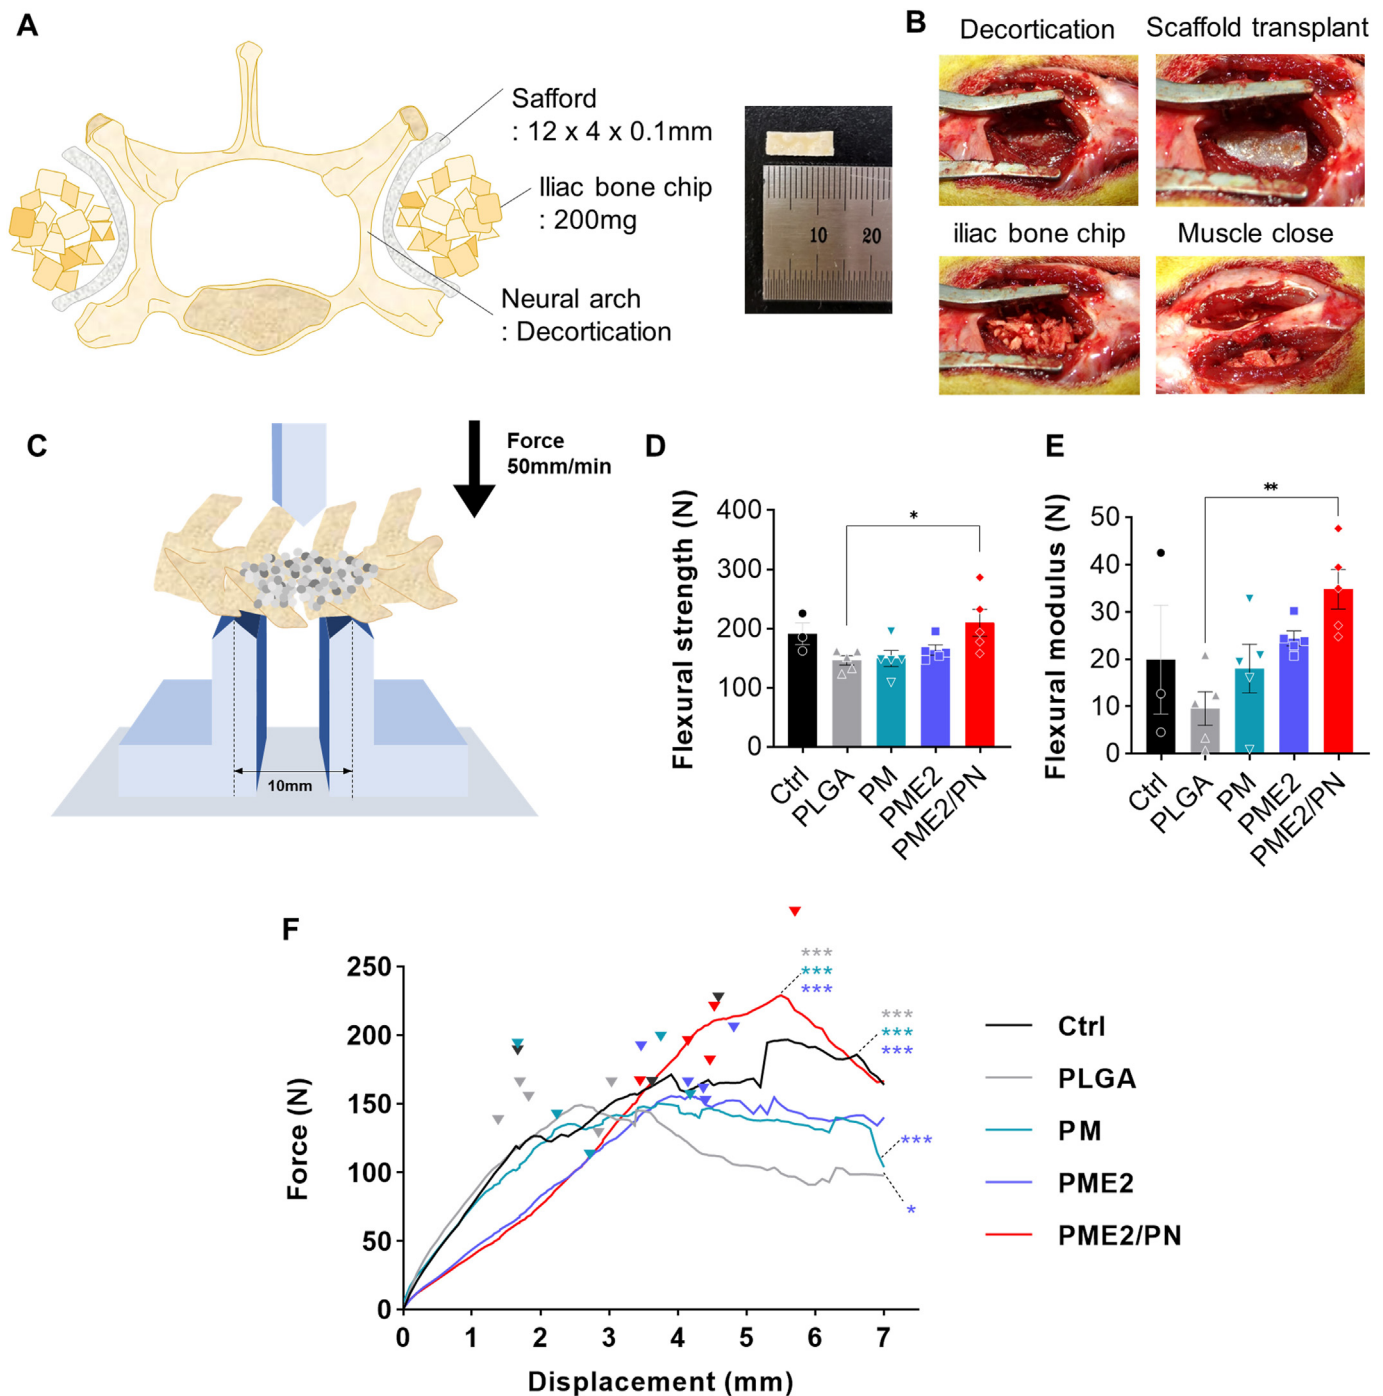 A
Safford
: 12 x 4 x 0.1mm
Iliac bone chip
: 200mg
Neural arch
: Decortication
10 20
B
Decortication
Scaffold transplant
iliac bone chip
Muscle close
C
Force
50mm/min
10mm
D
Flexural strength (N)
400
300
200
100
0
*
Ctrl
PLGA
PM
PME2
PME2/PN
E
Flexural modulus (N)
50
40
30
20
10
0
**
Ctrl
PLGA
PM
PME2
PME2/PN
F
Force (N)
250
200
150
100
50
0
***
***
***
***
***
***
***
*
0 1 2 3 4 5 6 7
Displacement (mm)
Ctrl
PLGA
PM
PME2
PME2/PN